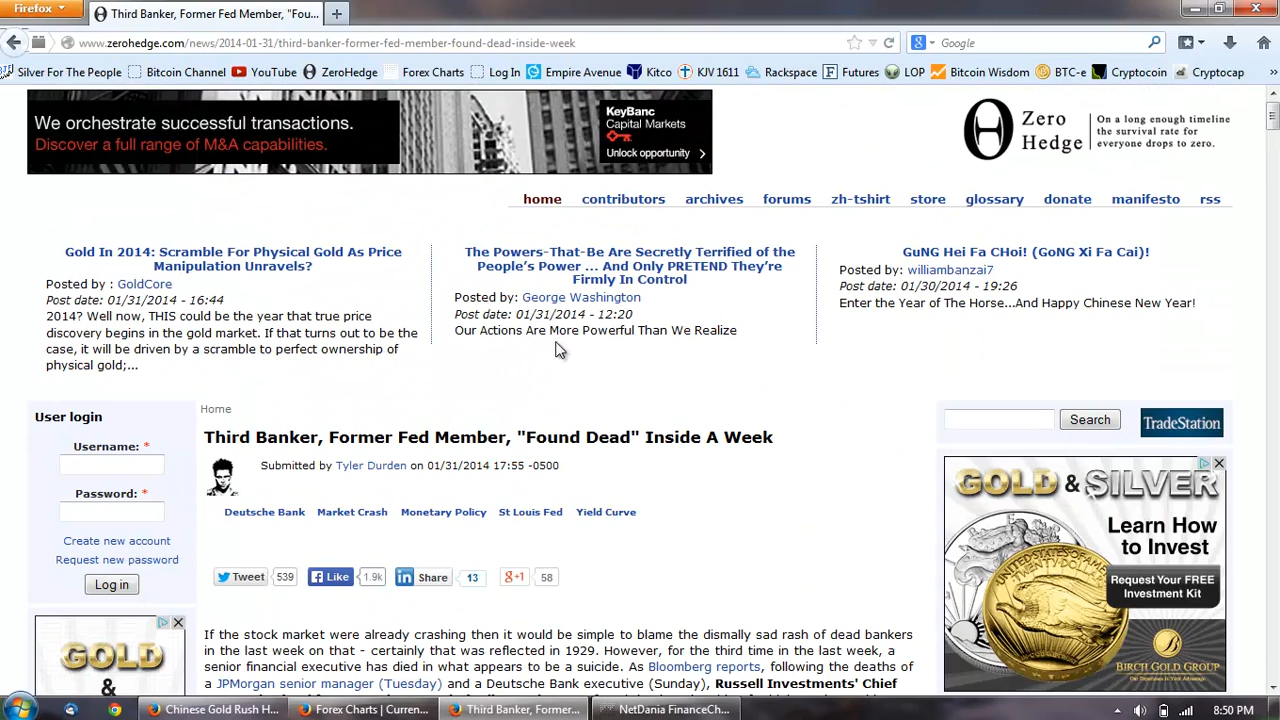 Firefox
Third Banker, Former Fed Member, "Fou...
www.zerohedge.com/news/2014-01-31/third-banker-former-fed-member-found-dead-inside-week
Google
Silver For The People Bitcoin Channel YouTube ZeroHedge Forex Charts Log In Empire Avenue Kitco KJV 1611 Rackspace Futures LOP Bitcoin Wisdom BTC-e Cryptocoin Cryptocap
We orchestrate successful transactions.
Discover a full range of M&A capabilities.
KeyBanc
Capital Markets
Unlock opportunity
Zero
Hedge
On a long enough timeline
the survival rate for
everyone drops to zero.
home contributors archives forums zh-tshirt store glossary donate manifesto rss
Gold In 2014: Scramble For Physical Gold As Price
Manipulation Unravels?
Posted by : GoldCore
Post date: 01/31/2014 - 16:44
2014? Well now, THIS could be the year that true price
discovery begins in the gold market. If that turns out to be the
case, it will be driven by a scramble to perfect ownership of
physical gold;...
The Powers-That-Be Are Secretly Terrified of the
People's Power ... And Only PRETEND They're
Firmly In Control
Posted by: George Washington
Post date: 01/31/2014 - 12:20
Our Actions Are More Powerful Than We Realize
GuNG Hei Fa CHoi! (GoNG Xi Fa Cai)!
Posted by: williambanzai7
Post date: 01/30/2014 - 19:26
Enter the Year of The Horse...And Happy Chinese New Year!
User login
Username: *
Password: *
Create new account
Request new password
Log in
GOLD
&
Home
Third Banker, Former Fed Member, "Found Dead" Inside A Week
Submitted by Tyler Durden on 01/31/2014 17:55 -0500
Deutsche Bank Market Crash Monetary Policy St Louis Fed Yield Curve
Tweet 539 Like 1.9k Share 13 +1 58
If the stock market were already crashing then it would be simple to blame the dismally sad rash of dead bankers
in the last week on that - certainly that was reflected in 1929. However, for the third time in the last week, a
senior financial executive has died in what appears to be a suicide. As Bloomberg reports, following the deaths of
a JPMorgan senior manager (Tuesday) and a Deutsche Bank executive (Sunday), Russell Investments' Chief
Search
TradeStation
GOLD & SILVER
Learn How
to Invest
Request Your FREE
Investment Kit
BIRCH GOLD GROUP
Chinese Gold Rush H... Forex Charts | Curren... Third Banker, Former... NetDania FinanceCh...
8:50 PM